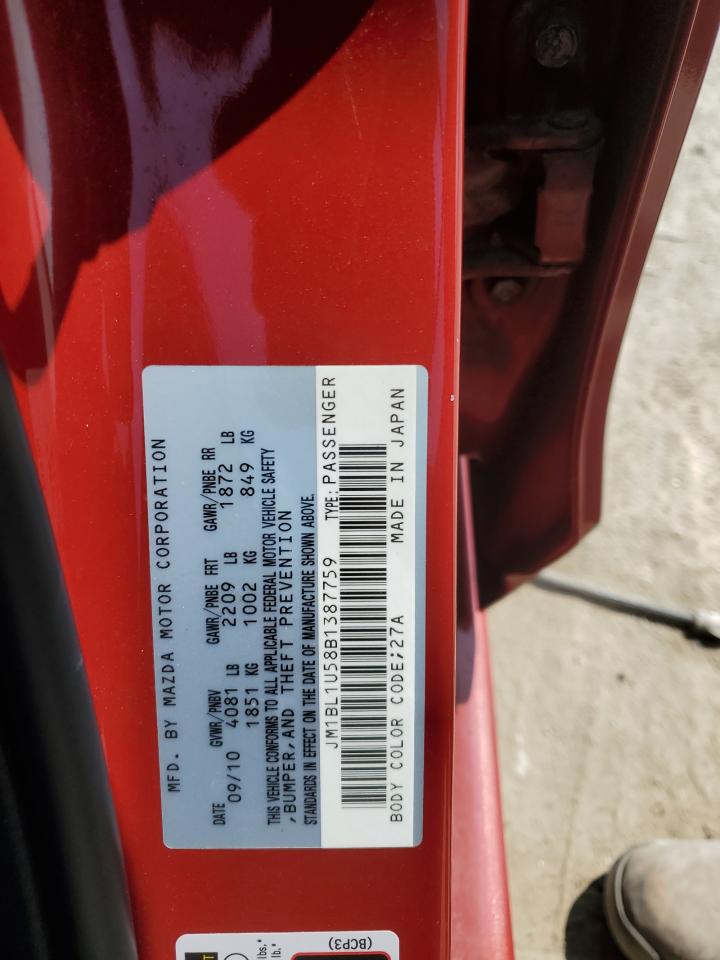 MFD. BY MAZDA MOTOR CORPORATION
DATE GVWR/PNBV GAWR/PNBE FRT GAWR/PNBE RR
09/10 4081 LB 2209 LB 1872 LB
1851 KG 1002 KG 849 KG
THIS VEHICLE CONFORMS TO ALL APPLICABLE FEDERAL MOTOR VEHICLE SAFETY
,BUMPER,AND THEFT PREVENTION
STANDARDS IN EFFECT ON THE DATE OF MANUFACTURE SHOWN ABOVE.
JM1BL1U58B1387759 TYPE:PASSENGER
BODY COLOR CODE;27A MADE IN JAPAN
lbs.*
lb.*
(BCP3)